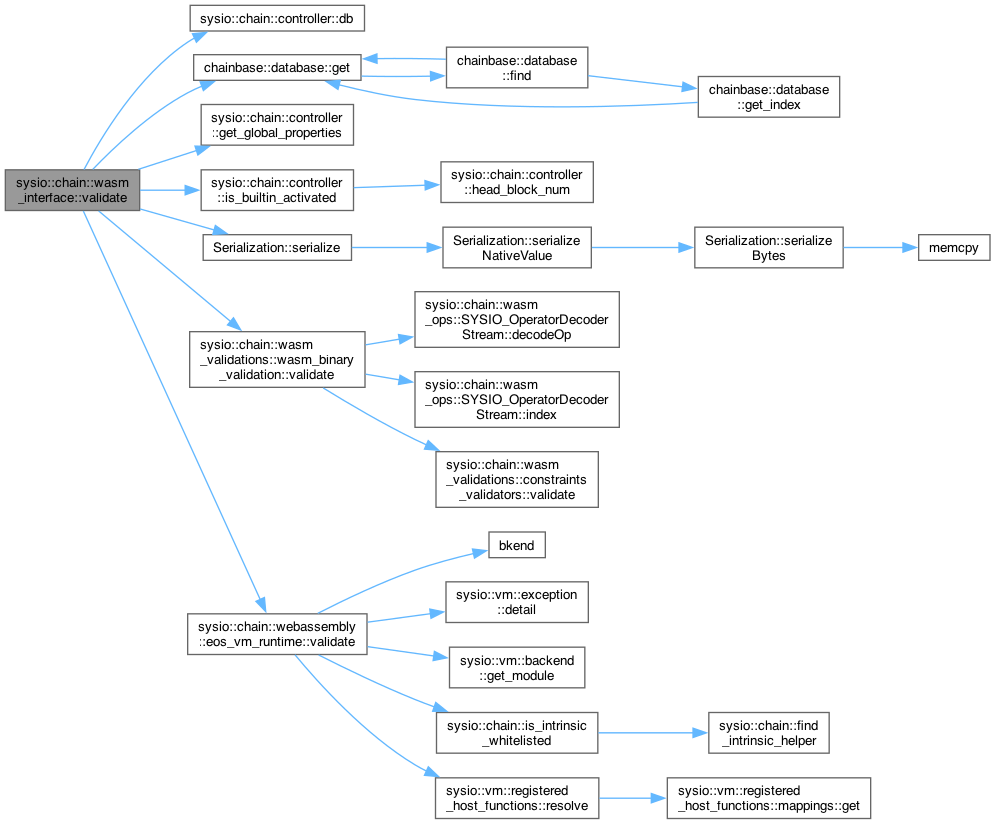 sysio::chain::controller::db
chainbase::database::get
chainbase::database
::find
chainbase::database
::get_index
sysio::chain::controller
::get_global_properties
sysio::chain::wasm
_interface::validate
sysio::chain::controller
::is_builtin_activated
sysio::chain::controller
::head_block_num
Serialization::serialize
Serialization::serialize
NativeValue
Serialization::serialize
Bytes
memcpy
sysio::chain::wasm
_validations::wasm_binary
_validation::validate
sysio::chain::wasm
_ops::SYSIO_OperatorDecoder
Stream::decodeOp
sysio::chain::wasm
_ops::SYSIO_OperatorDecoder
Stream::index
sysio::chain::wasm
_validations::constraints
_validators::validate
sysio::chain::webassembly
::eos_vm_runtime::validate
bkend
sysio::vm::exception
::detail
sysio::vm::backend
::get_module
sysio::chain::is_intrinsic
_whitelisted
sysio::chain::find
_intrinsic_helper
sysio::vm::registered
_host_functions::resolve
sysio::vm::registered
_host_functions::mappings::get